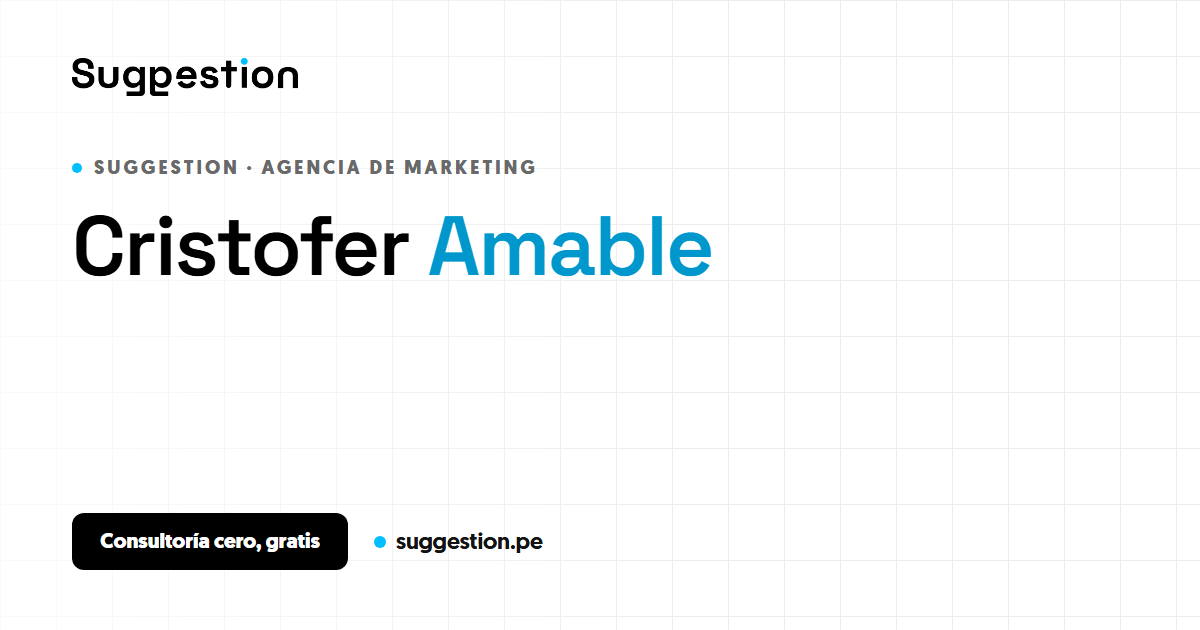 Suggestion
SUGGESTION · AGENCIA DE MARKETING
Cristofer Amable
Consultoría cero, gratis
suggestion.pe